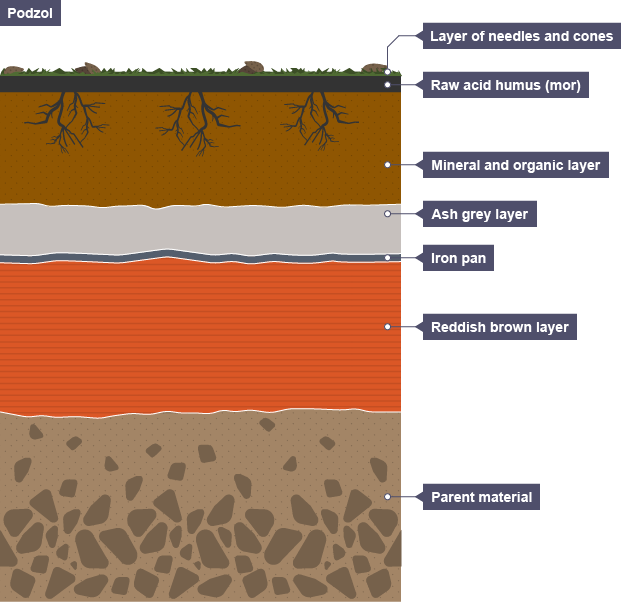 Podzol
Layer of needles and cones
Raw acid humus (mor)
Mineral and organic layer
Ash grey layer
Iron pan
Reddish brown layer
Parent material